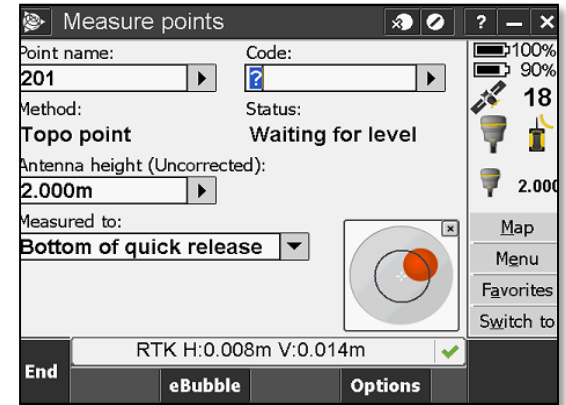 Measure points
? – ×
Point name:
Code:
100%
201
?
90%
18
Method:
Status:
Topo point
Waiting for level
Antenna height (Uncorrected):
2.000m
2.000
Measured to:
Bottom of quick release
Map
Menu
Favorites
Switch to
RTK H:0.008m V:0.014m
End
eBubble
Options